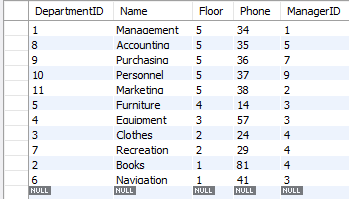 DepartmentID Name Floor Phone ManagerID
1 Management 5 34 1
8 Accounting 5 35 5
9 Purchasing 5 36 7
10 Personnel 5 37 9
11 Marketing 5 38 2
5 Furniture 4 14 3
4 Equipment 3 57 3
3 Clothes 2 24 4
7 Recreation 2 29 4
2 Books 1 81 4
6 Navigation 1 41 3
NULL NULL NULL NULL NULL